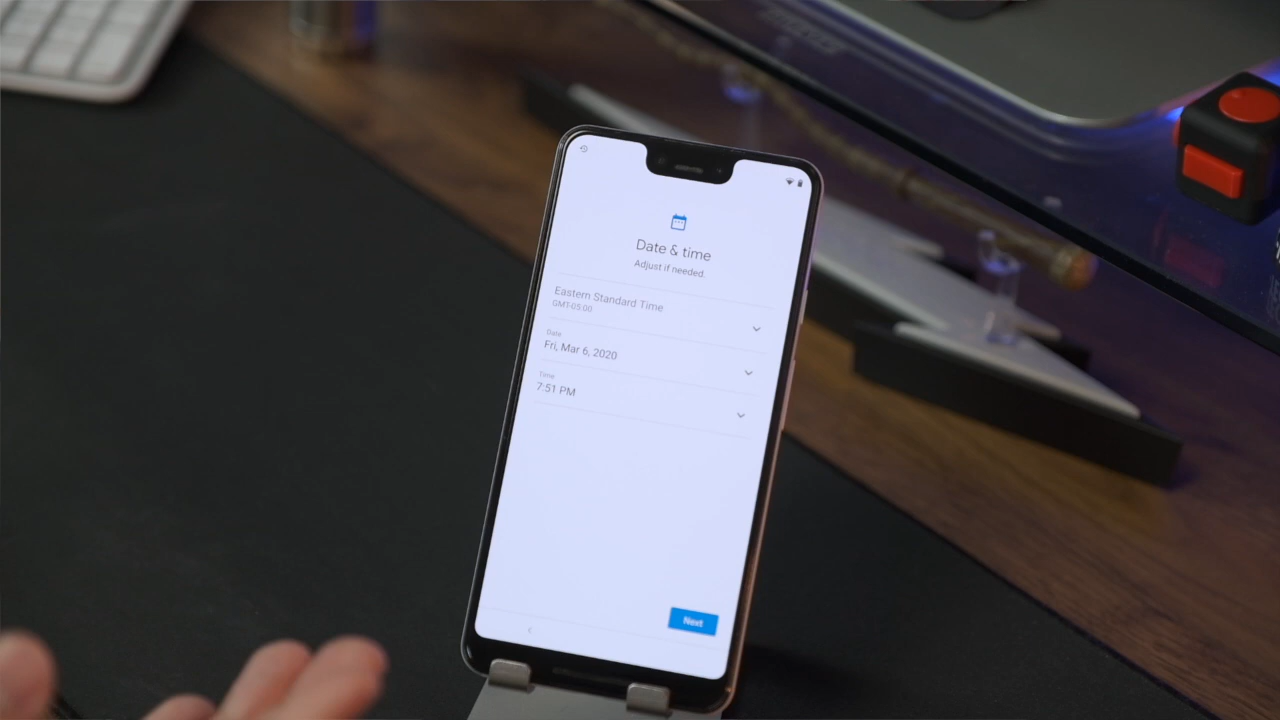 Date & time
Adjust if needed.
Eastern Standard Time
GMT-05:00
Date
Fri, Mar 6, 2020
Time
7:51 PM
Next